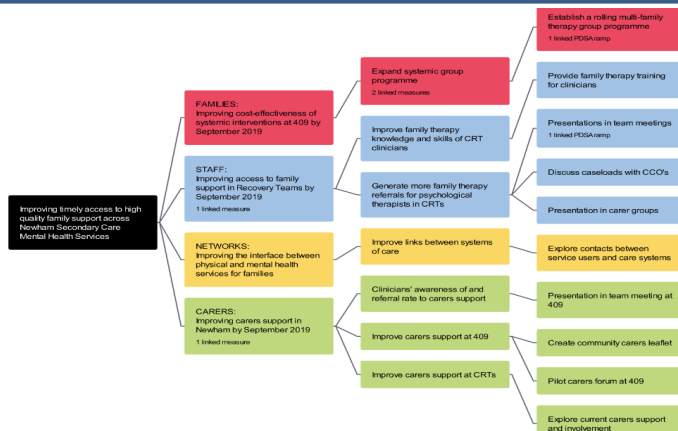 Improving timely access to high
quality family support across
Newham Secondary Care
Mental Health Services
FAMILIES:
Improving cost-effectiveness of
systemic interventions at 409 by
September 2019
STAFF:
Improving access to family
support in Recovery Teams by
September 2019
1 linked measure
NETWORKS:
Improving the interface between
physical and mental health
services for families
CARERS:
Improving carers support in
Newham by September 2019
1 linked measure
Expand systemic group
programme
2 linked measures
Improve family therapy
knowledge and skills of CRT
clinicians
Generate more family therapy
referrals for psychological
therapists in CRTs
Improve links between systems
of care
Clinicians' awareness of and
referral rate to carers support
Improve carers support at 409
Improve carers support at CRTs
Establish a rolling multi-family
therapy group programme
1 linked PDSA ramp
Provide family therapy training
for clinicians
Presentations in team meetings
1 linked PDSA ramp
Discuss caseloads with CCO's
Presentation in carer groups
Explore contacts between
service users and care systems
Presentation in team meeting at
409
Create community carers leaflet
Pilot carers forum at 409
Explore current carers support
and involvement